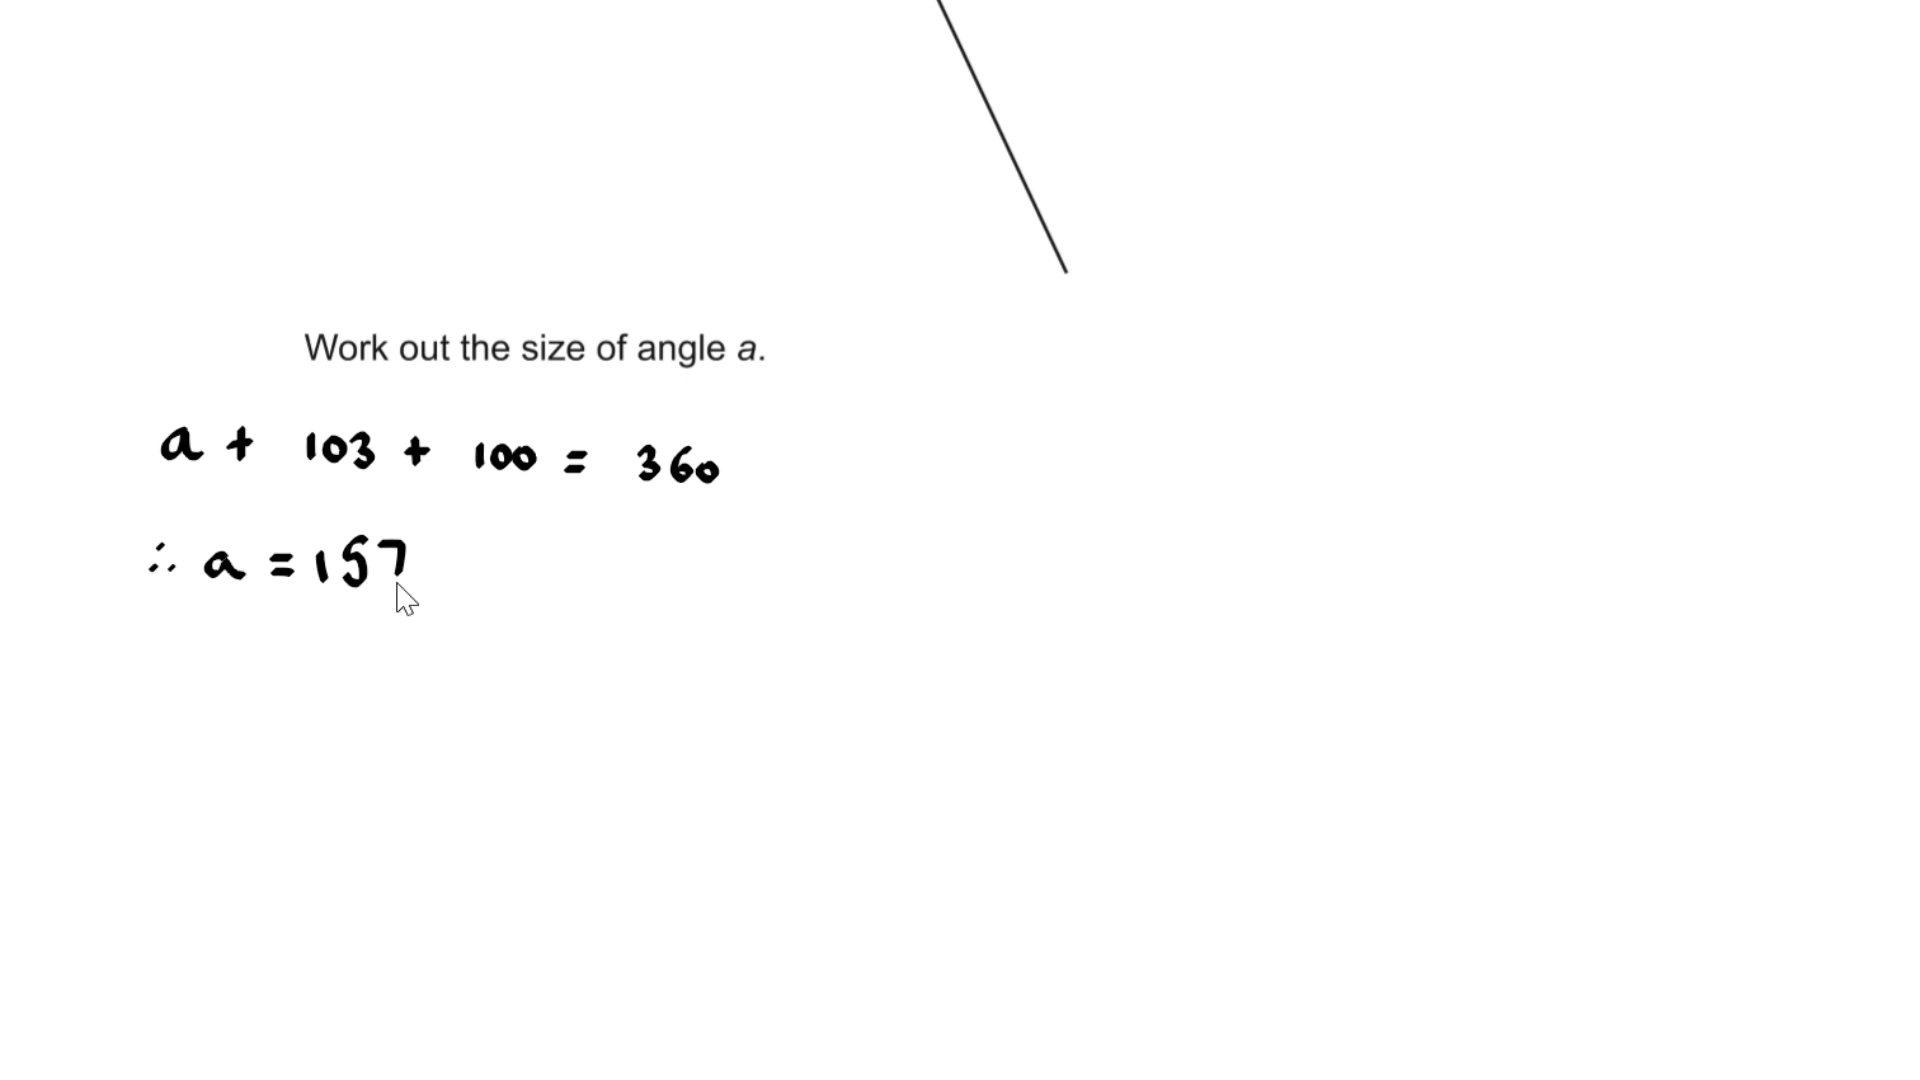 Work out the size of angle a.
a + 103 + 100 = 360
∴ a = 157